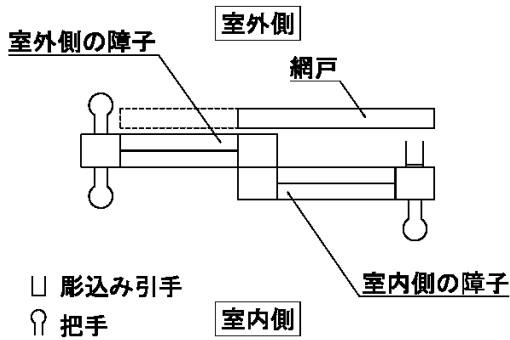 室外側
室外側の障子
網戸
室内側の障子
彫込み引手
把手
室内側